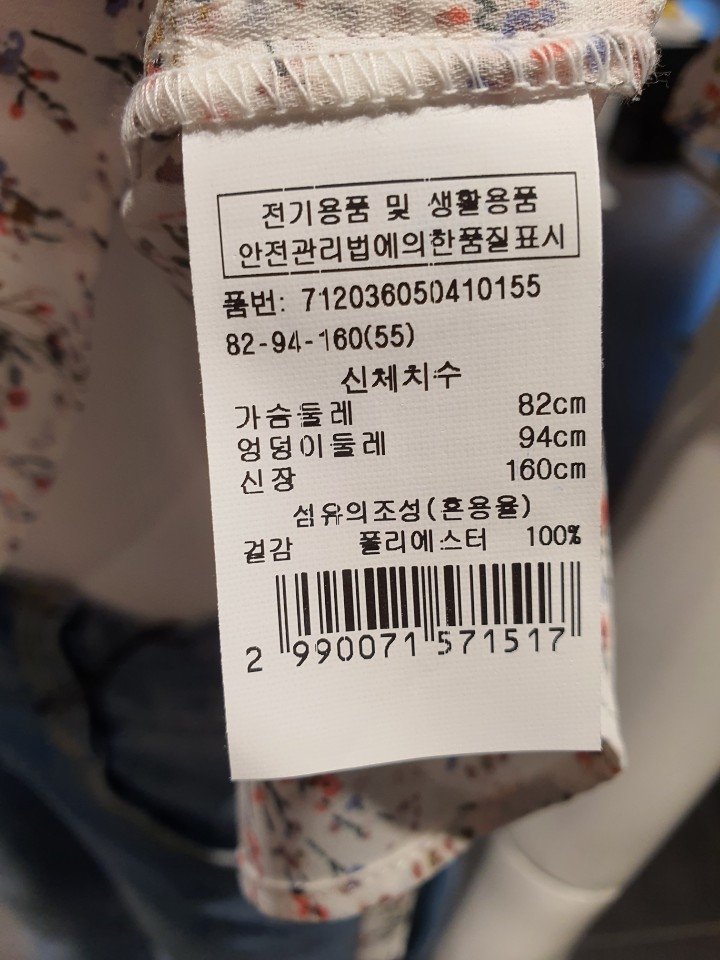 전기용품 및 생활용품
안전관리법에의한품질표시
품번: 712036050410155
82-94-160(55)
신체치수
가슴둘레 82cm
엉덩이둘레 94cm
신장 160cm
섬유의조성(혼용율)
겉감 폴리에스터 100%
2 990071 571517